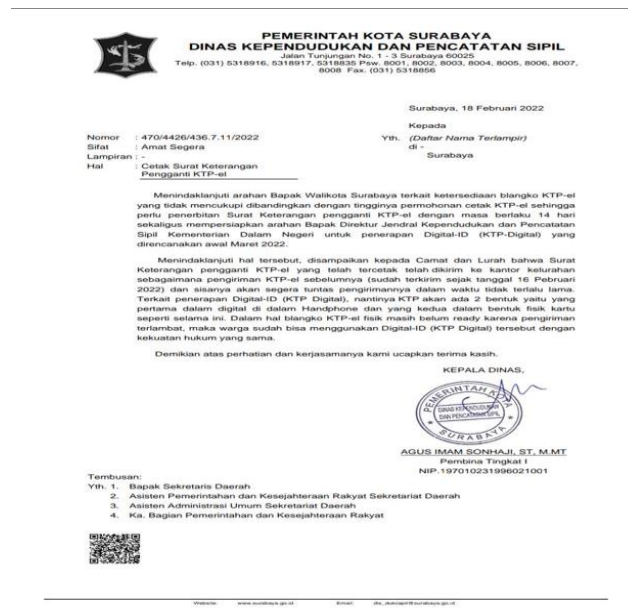 PEMERINTAH KOTA SURABAYA
DINAS KEPENDUDUKAN DAN PENCATATAN SIPIL
Jalan Tunjungan No. 1 - 3 Surabaya 60025
Telp. (031) 5318916, 5318917, 5318835 Psw. 8001, 8002, 8003, 8004, 8005, 8006, 8007,
8008 Fax. (031) 5318856
Surabaya, 18 Februari 2022
Kepada
Nomor : 470/4426/436.7.11/2022
Yth. (Daftar Nama Terlampir)
Sifat : Amat Segera
di -
Lampiran : -
Surabaya
Hal : Cetak Surat Keterangan
Pengganti KTP-el
Menindaklanjuti arahan Bapak Walikota Surabaya terkait ketersediaan blangko KTP-el
yang tidak mencukupi dibandingkan dengan tingginya permohonan cetak KTP-el sehingga
perlu penerbitan Surat Keterangan pengganti KTP-el dengan masa berlaku 14 hari
sekaligus mempersiapkan arahan Bapak Direktur Jendral Kependudukan dan Pencatatan
Sipil Kementerian Dalam Negeri untuk penerapan Digital-ID (KTP-Digital) yang
direncanakan awal Maret 2022.
Menindaklanjuti hal tersebut, disampaikan kepada Camat dan Lurah bahwa Surat
Keterangan pengganti KTP-el yang telah tercetak telah dikirim ke kantor kelurahan
sebagaimana pengiriman KTP-el sebelumnya (sudah terkirim sejak tanggal 16 Pebruari
2022) dan sisanya akan segera tuntas pengirimannya dalam waktu tidak terlalu lama.
Terkait penerapan Digital-ID (KTP Digital), nantinya KTP akan ada 2 bentuk yaitu yang
pertama dalam digital di dalam Handphone dan yang kedua dalam bentuk fisik kartu
seperti selama ini. Dalam hal blangko KTP-el fisik masih belum ready karena pengiriman
terlambat, maka warga sudah bisa menggunakan Digital-ID (KTP Digital) tersebut dengan
kekuatan hukum yang sama.
Demikian atas perhatian dan kerjasamanya kami ucapkan terima kasih.
KEPALA DINAS,
PEMERINTAH KOTA
DINAS KEPENDUDUKAN
DAN PENCATATAN SIPIL
SURABAYA
AGUS IMAM SONHAJI, ST, M.MT
Pembina Tingkat I
NIP.197010231996021001
Tembusan:
Yth. 1. Bapak Sekretaris Daerah
2. Asisten Pemerintahan dan Kesejahteraan Rakyat Sekretariat Daerah
3. Asisten Administrasi Umum Sekretariat Daerah
4. Ka. Bagian Pemerintahan dan Kesejahteraan Rakyat
Website: www.surabaya.go.id Email: